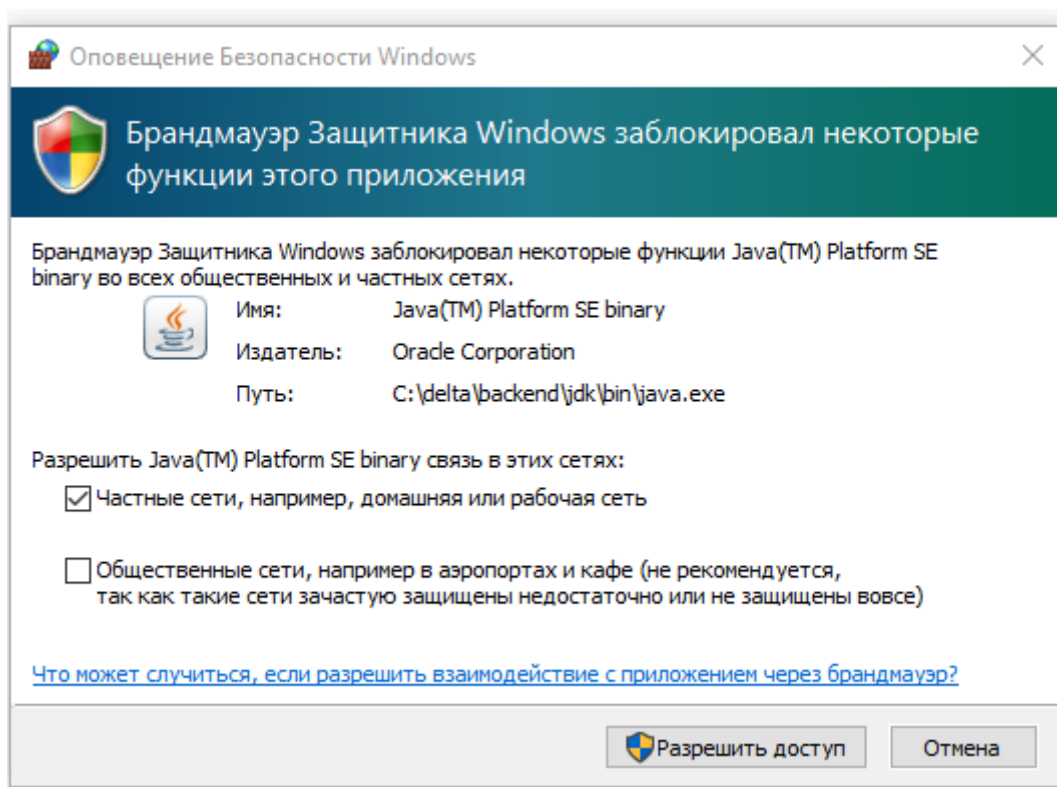 Оповещение Безопасности Windows
Брандмауэр Защитника Windows заблокировал некоторые
функции этого приложения
Брандмауэр Защитника Windows заблокировал некоторые функции Java(TM) Platform SE
binary во всех общественных и частных сетях.
Имя: Java(TM) Platform SE binary
Издатель: Oracle Corporation
Путь: C:\delta\backend\jdk\bin\java.exe
Разрешить Java(TM) Platform SE binary связь в этих сетях:
Частные сети, например, домашняя или рабочая сеть
Общественные сети, например в аэропортах и кафе (не рекомендуется,
так как такие сети зачастую защищены недостаточно или не защищены вовсе)
Что может случиться, если разрешить взаимодействие с приложением через брандмауэр?
Разрешить доступ Отмена